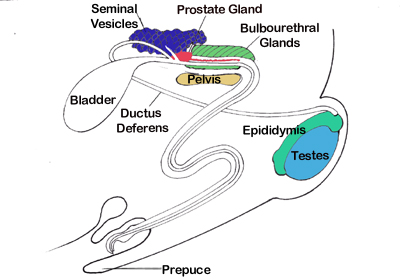 Seminal
Vesicles
Prostate Gland
Bulbourethral
Glands
Pelvis
Bladder
Ductus
Deferens
Epididymis
Testes
Prepuce